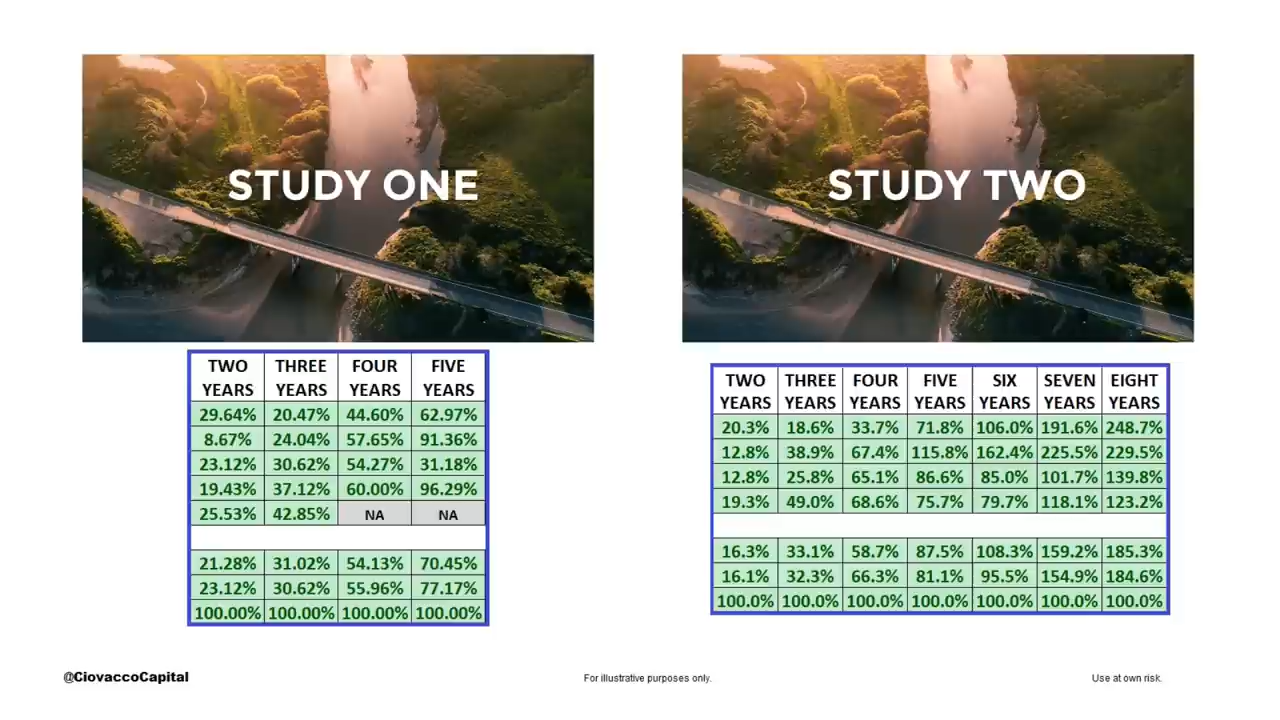 STUDY ONE
TWO YEARS THREE YEARS FOUR YEARS FIVE YEARS
29.64% 20.47% 44.60% 62.97%
8.67% 24.04% 57.65% 91.36%
23.12% 30.62% 54.27% 31.18%
19.43% 37.12% 60.00% 96.29%
25.53% 42.85% NA NA
21.28% 31.02% 54.13% 70.45%
23.12% 30.62% 55.96% 77.17%
100.00% 100.00% 100.00% 100.00%
STUDY TWO
TWO YEARS THREE YEARS FOUR YEARS FIVE YEARS SIX YEARS SEVEN YEARS EIGHT YEARS
20.3% 18.6% 33.7% 71.8% 106.0% 191.6% 248.7%
12.8% 38.9% 67.4% 115.8% 162.4% 225.5% 229.5%
12.8% 25.8% 65.1% 86.6% 85.0% 101.7% 139.8%
19.3% 49.0% 68.6% 75.7% 79.7% 118.1% 123.2%
16.3% 33.1% 58.7% 87.5% 108.3% 159.2% 185.3%
16.1% 32.3% 66.3% 81.1% 95.5% 154.9% 184.6%
100.0% 100.0% 100.0% 100.0% 100.0% 100.0% 100.0%
@CiovaccoCapital
For illustrative purposes only.
Use at own risk.